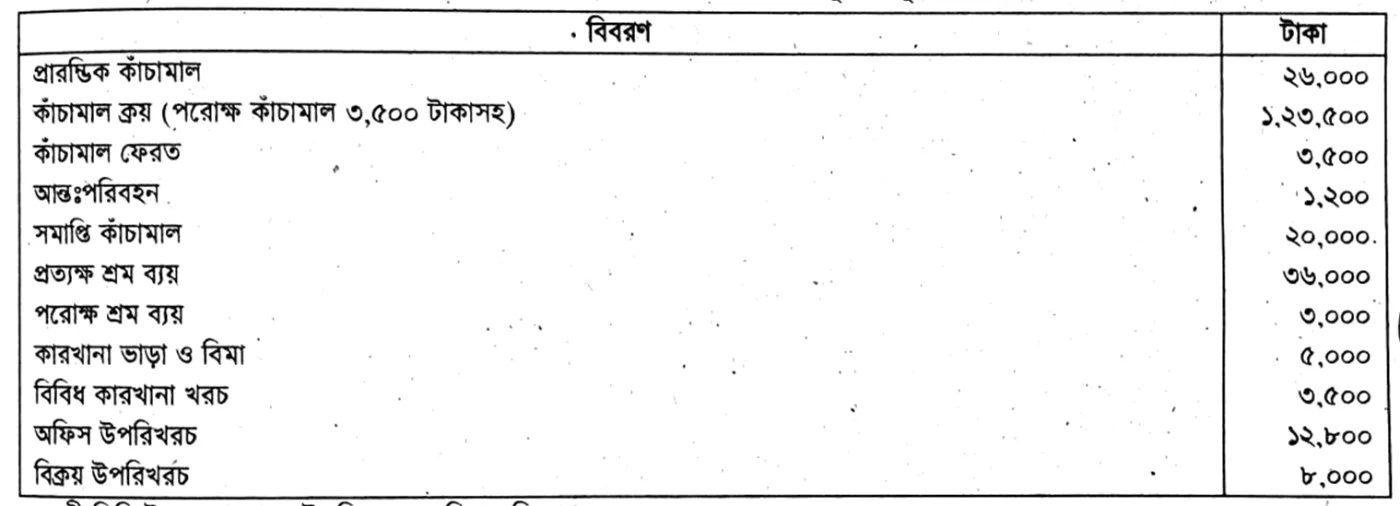 বিবরণ টাকা
প্রারম্ভিক কাঁচামাল ২৬,০০০
কাঁচামাল ক্রয় (পরোক্ষ কাঁচামাল ৩,৫০০ টাকাসহ) ১,২৩,৫০০
কাঁচামাল ফেরত ৩,৫০০
আন্তঃপরিবহন ১,২০০
সমাপ্তি কাঁচামাল ২০,০০০
প্রত্যক্ষ শ্রম ব্যয় ৩৬,০০০
পরোক্ষ শ্রম ব্যয় ৩,০০০
কারখানা ভাড়া ও বিমা ৫,০০০
বিবিধ কারখানা খরচ ৩,৫০০
অফিস উপরিখরচ ১২,৮০০
বিক্রয় উপরিখরচ ৮,০০০